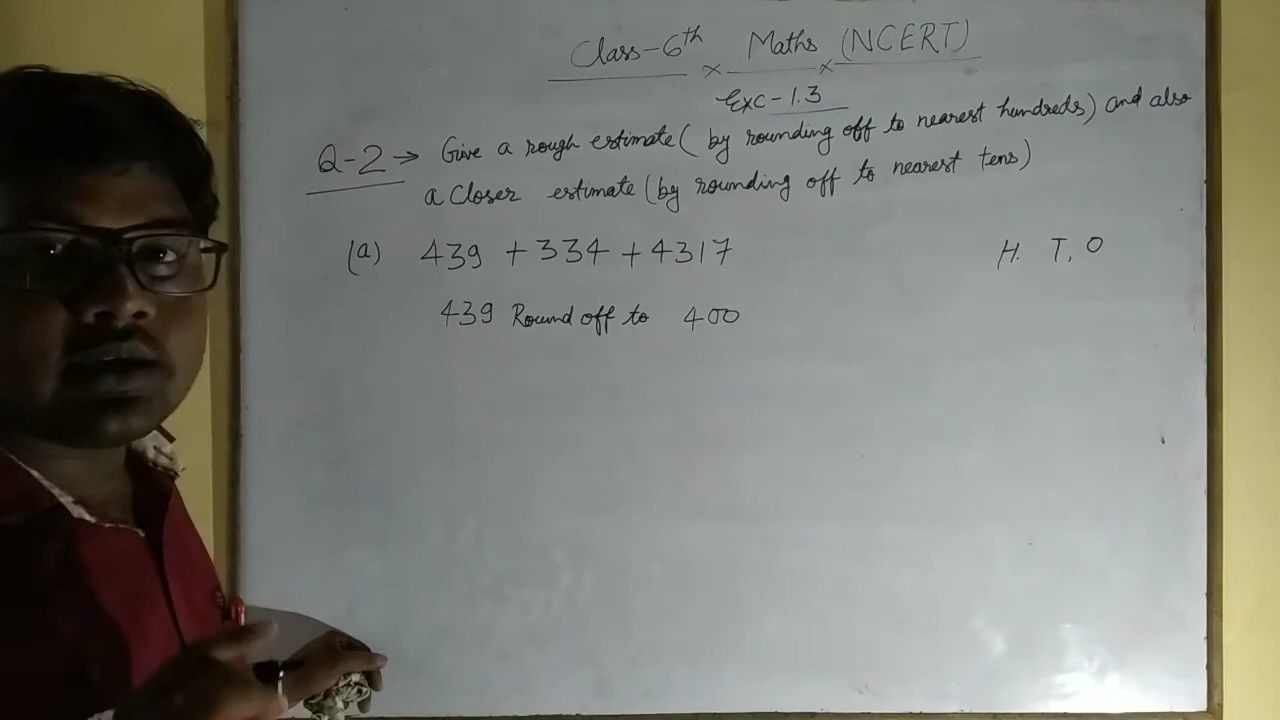 Class-6th × Maths × (NCERT)
Exc-1.3
Q-2 → Give a rough estimate (by rounding off to nearest hundreds) and also
a closer estimate (by rounding off to nearest tens)
(a) 439 + 334 + 4317 H. T, O
439 Round off to 400